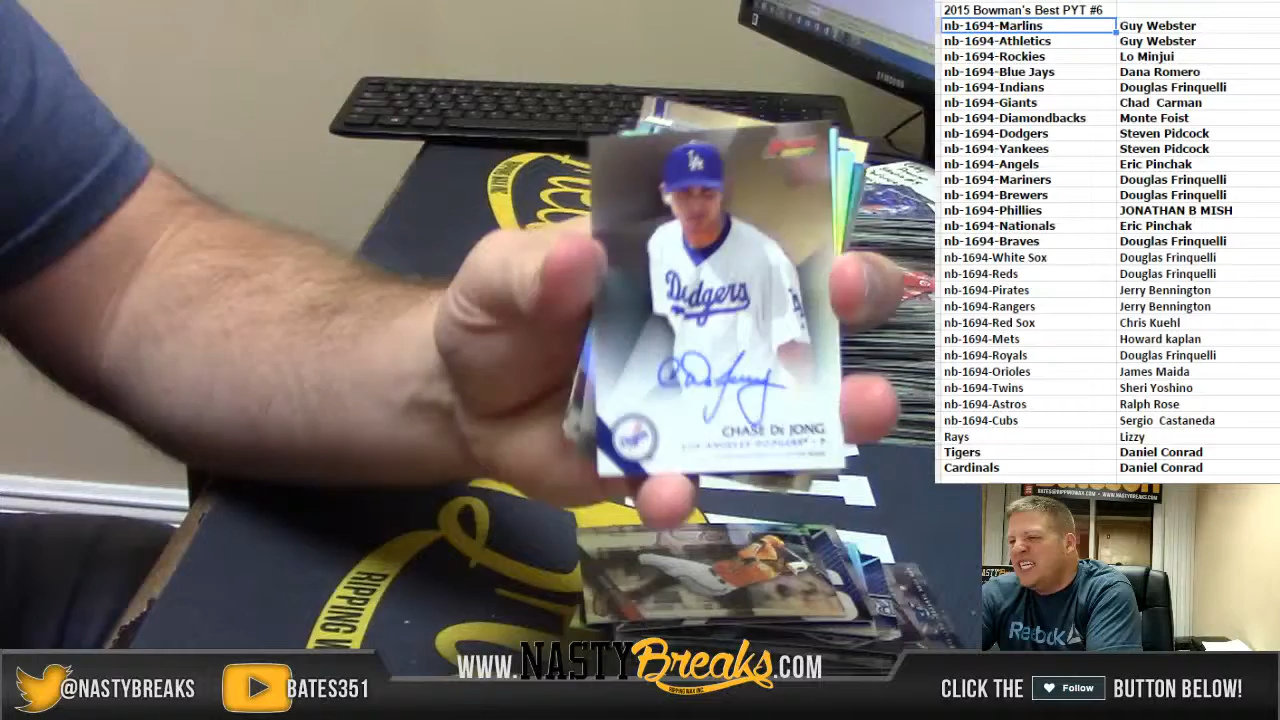 2015 Bowman's Best PYT #6
nb-1694-Marlins Guy Webster
nb-1694-Athletics Guy Webster
nb-1694-Rockies Lo Minjui
nb-1694-Blue Jays Dana Romero
nb-1694-Indians Douglas Frinquelli
nb-1694-Giants Chad Carman
nb-1694-Diamondbacks Monte Foist
nb-1694-Dodgers Steven Pidcock
nb-1694-Yankees Steven Pidcock
nb-1694-Angels Eric Pinchak
nb-1694-Mariners Douglas Frinquelli
nb-1694-Brewers Douglas Frinquelli
nb-1694-Phillies JONATHAN B MISH
nb-1694-Nationals Eric Pinchak
nb-1694-Braves Douglas Frinquelli
nb-1694-White Sox Douglas Frinquelli
nb-1694-Reds Douglas Frinquelli
nb-1694-Pirates Jerry Bennington
nb-1694-Rangers Jerry Bennington
nb-1694-Red Sox Chris Kuehl
nb-1694-Mets Howard kaplan
nb-1694-Royals Douglas Frinquelli
nb-1694-Orioles James Maida
nb-1694-Twins Sheri Yoshino
nb-1694-Astros Ralph Rose
nb-1694-Cubs Sergio Castaneda
Rays Lizzy
Tigers Daniel Conrad
Cardinals Daniel Conrad
LA
Dodgers
CHASE De JONG
LOS ANGELES DODGERS - P
RIPPING W
Reebok
@NASTYBREAKS
BATES351
WWW.NASTYBreaks.COM
RIPPING WAX INC
CLICK THE Follow BUTTON BELOW!